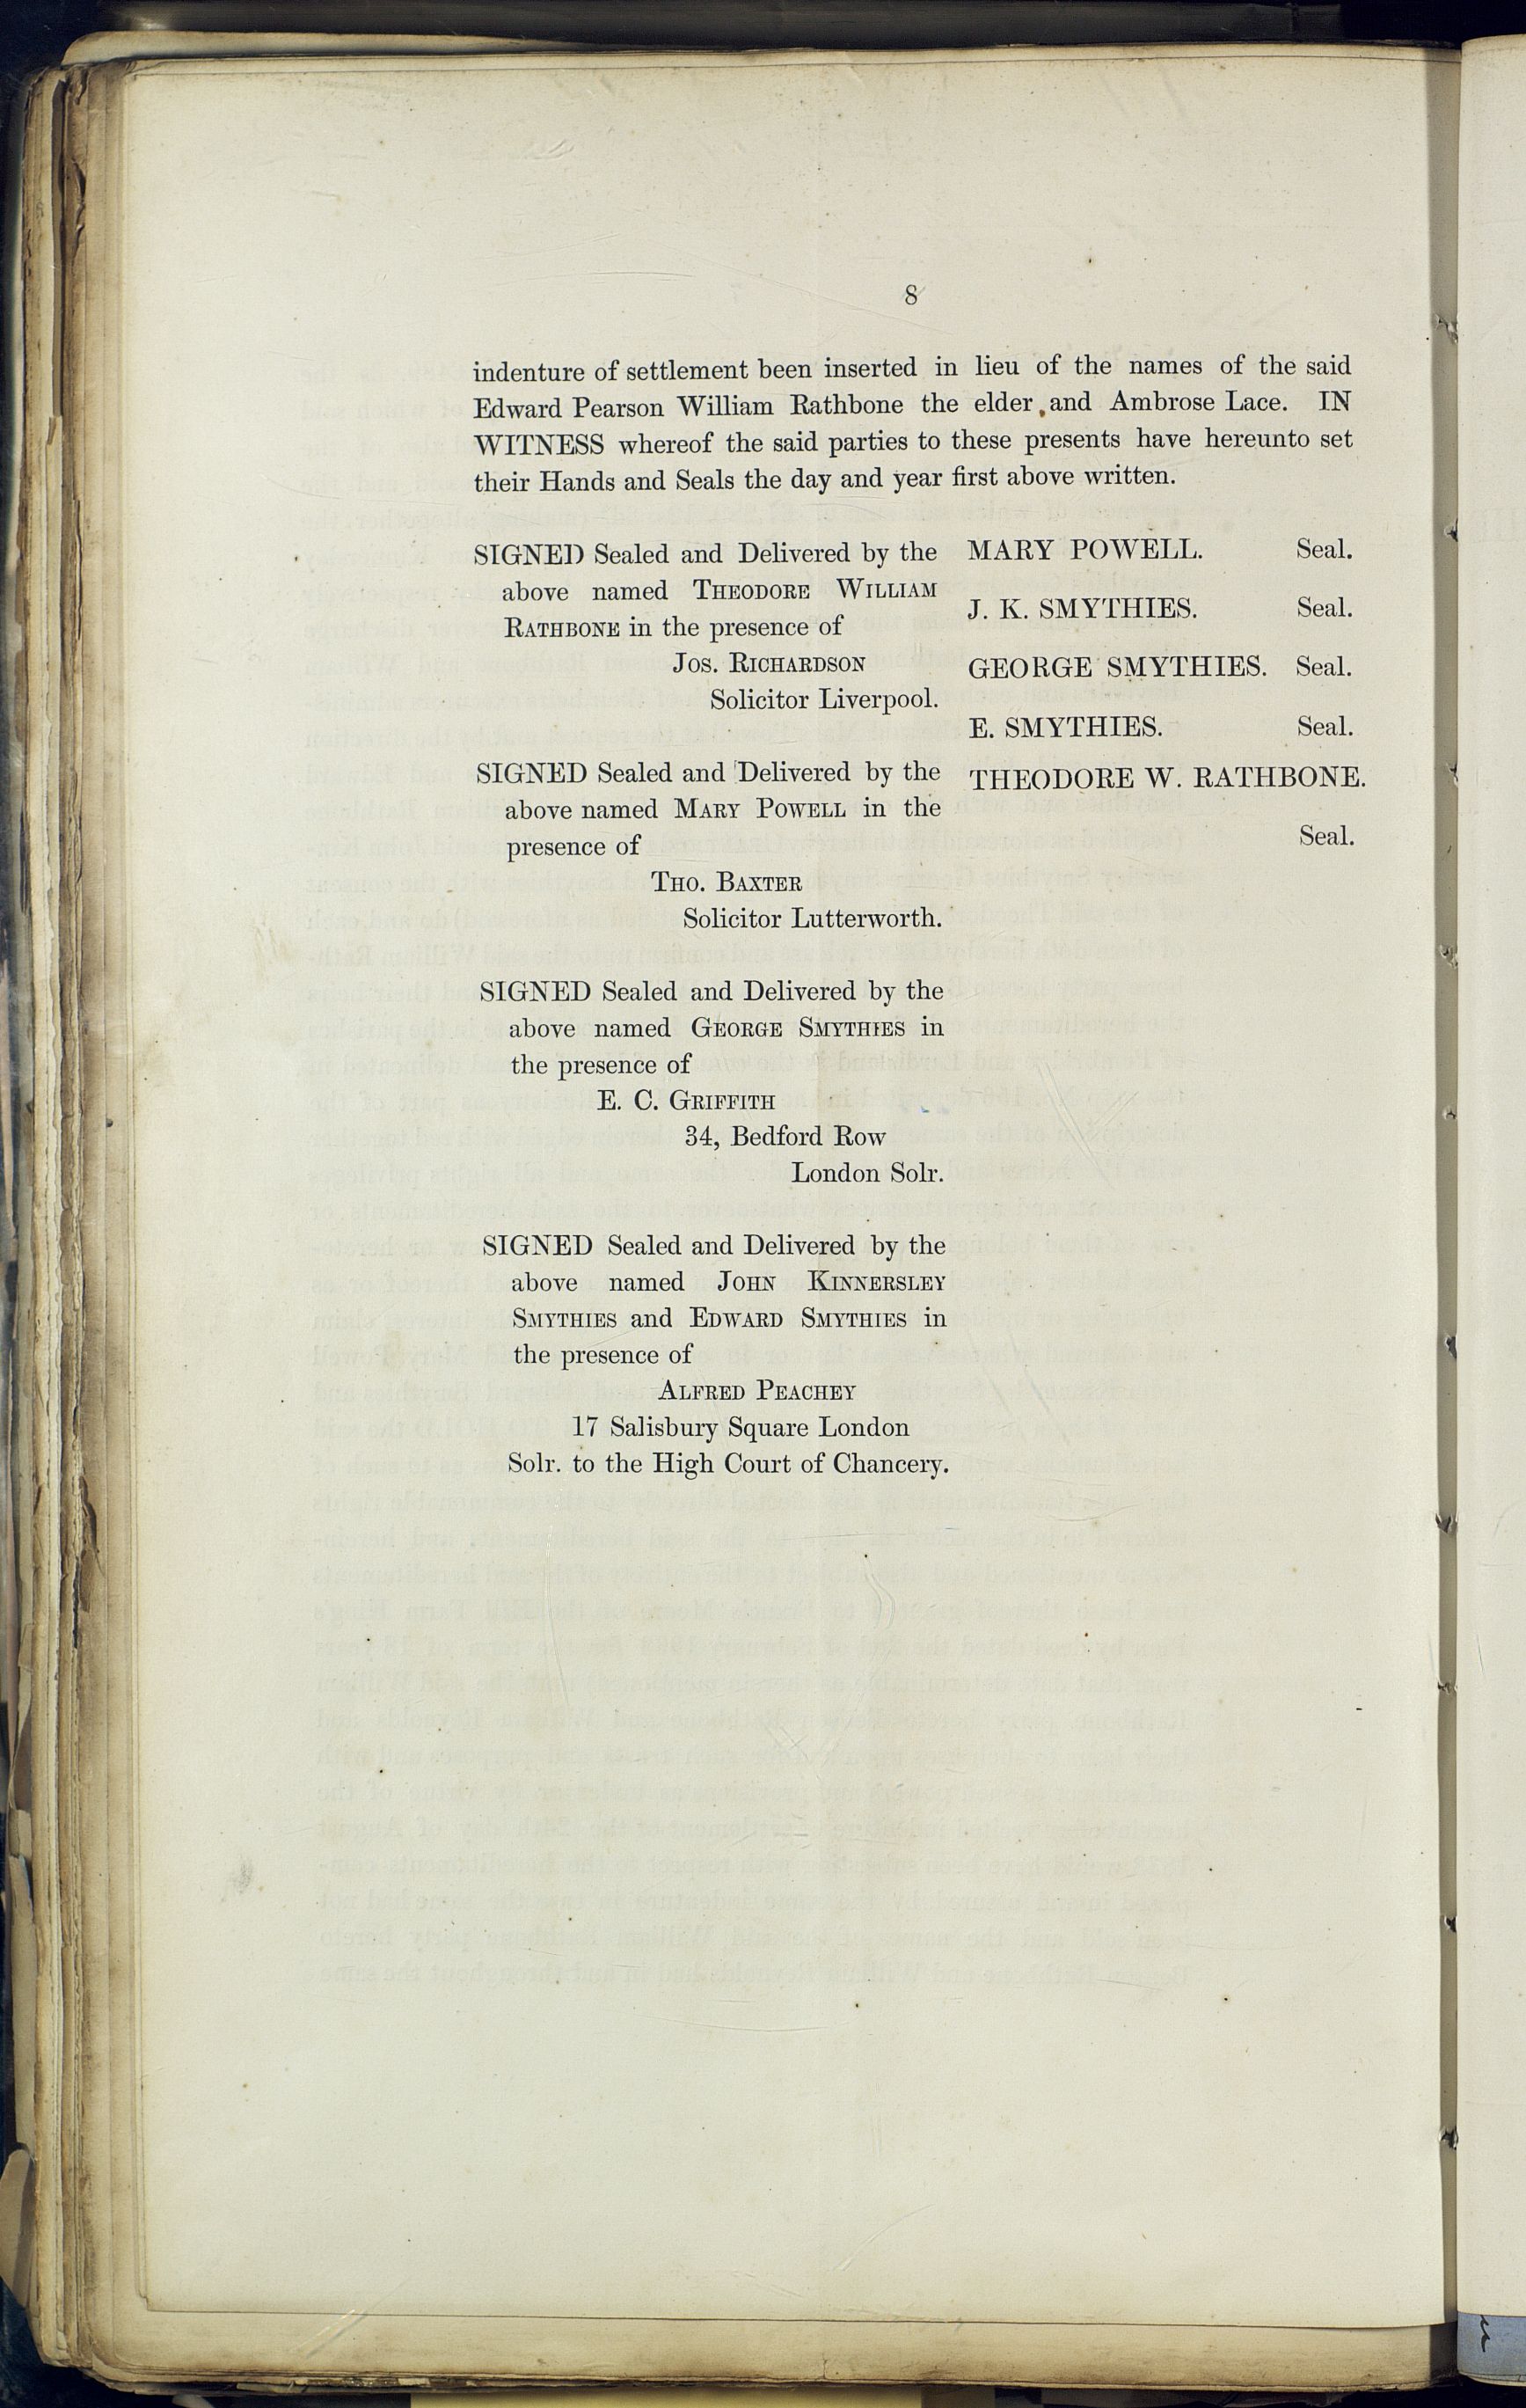 8
indenture of settlement been inserted in lieu of the names of the said
Edward Pearson William Rathbone the elder and Ambrose Lace. IN
WITNESS whereof the said parties to these presents have hereunto set
their Hands and Seals the day and year first above written.
SIGNED Sealed and Delivered by the
above named THEODORE WILLIAM
RATHBONE in the presence of
JOS. RICHARDSON
Solicitor Liverpool.
SIGNED Sealed and Delivered by the
above named MARY POWELL in the
presence of
THO. BAXTER
Solicitor Lutterworth.
SIGNED Sealed and Delivered by the
above named GEORGE SMYTHIES in
the presence of
E. C. GRIFFITH
34, Bedford Row
London Solr.
SIGNED Sealed and Delivered by the
above named JOHN KINNERSLEY
SMYTHIES and EDWARD SMYTHIES in
the presence of
ALFRED PEACHEY
17 Salisbury Square London
Solr. to the High Court of Chancery.
MARY POWELL. Seal.
J. K. SMYTHIES. Seal.
GEORGE SMYTHIES. Seal.
E. SMYTHIES. Seal.
THEODORE W. RATHBONE.
Seal.